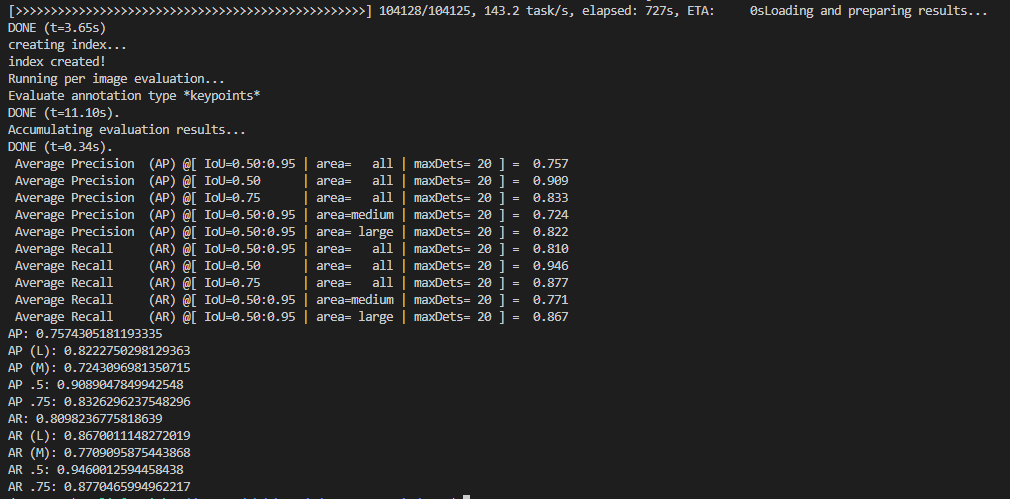 [>>>>>>>>>>>>>>>>>>>>>>>>>>>>>>>>>>>>>>>>>>>>>>>>>>] 104128/104125, 143.2 task/s, elapsed: 727s, ETA:     0sLoading and preparing results...
DONE (t=3.65s)
creating index...
index created!
Running per image evaluation...
Evaluate annotation type *keypoints*
DONE (t=11.10s).
Accumulating evaluation results...
DONE (t=0.34s).
 Average Precision  (AP) @[ IoU=0.50:0.95 | area=   all | maxDets= 20 ] =  0.757
 Average Precision  (AP) @[ IoU=0.50      | area=   all | maxDets= 20 ] =  0.909
 Average Precision  (AP) @[ IoU=0.75      | area=   all | maxDets= 20 ] =  0.833
 Average Precision  (AP) @[ IoU=0.50:0.95 | area=medium | maxDets= 20 ] =  0.724
 Average Precision  (AP) @[ IoU=0.50:0.95 | area= large | maxDets= 20 ] =  0.822
 Average Recall     (AR) @[ IoU=0.50:0.95 | area=   all | maxDets= 20 ] =  0.810
 Average Recall     (AR) @[ IoU=0.50      | area=   all | maxDets= 20 ] =  0.946
 Average Recall     (AR) @[ IoU=0.75      | area=   all | maxDets= 20 ] =  0.877
 Average Recall     (AR) @[ IoU=0.50:0.95 | area=medium | maxDets= 20 ] =  0.771
 Average Recall     (AR) @[ IoU=0.50:0.95 | area= large | maxDets= 20 ] =  0.867
AP: 0.7574305181193335
AP (L): 0.8222750298129363
AP (M): 0.7243096981350715
AP .5: 0.9089047849942548
AP .75: 0.8326296237548296
AR: 0.8098236775818639
AR (L): 0.8670011148272019
AR (M): 0.7709095875443868
AR .5: 0.9460012594458438
AR .75: 0.8770465994962217